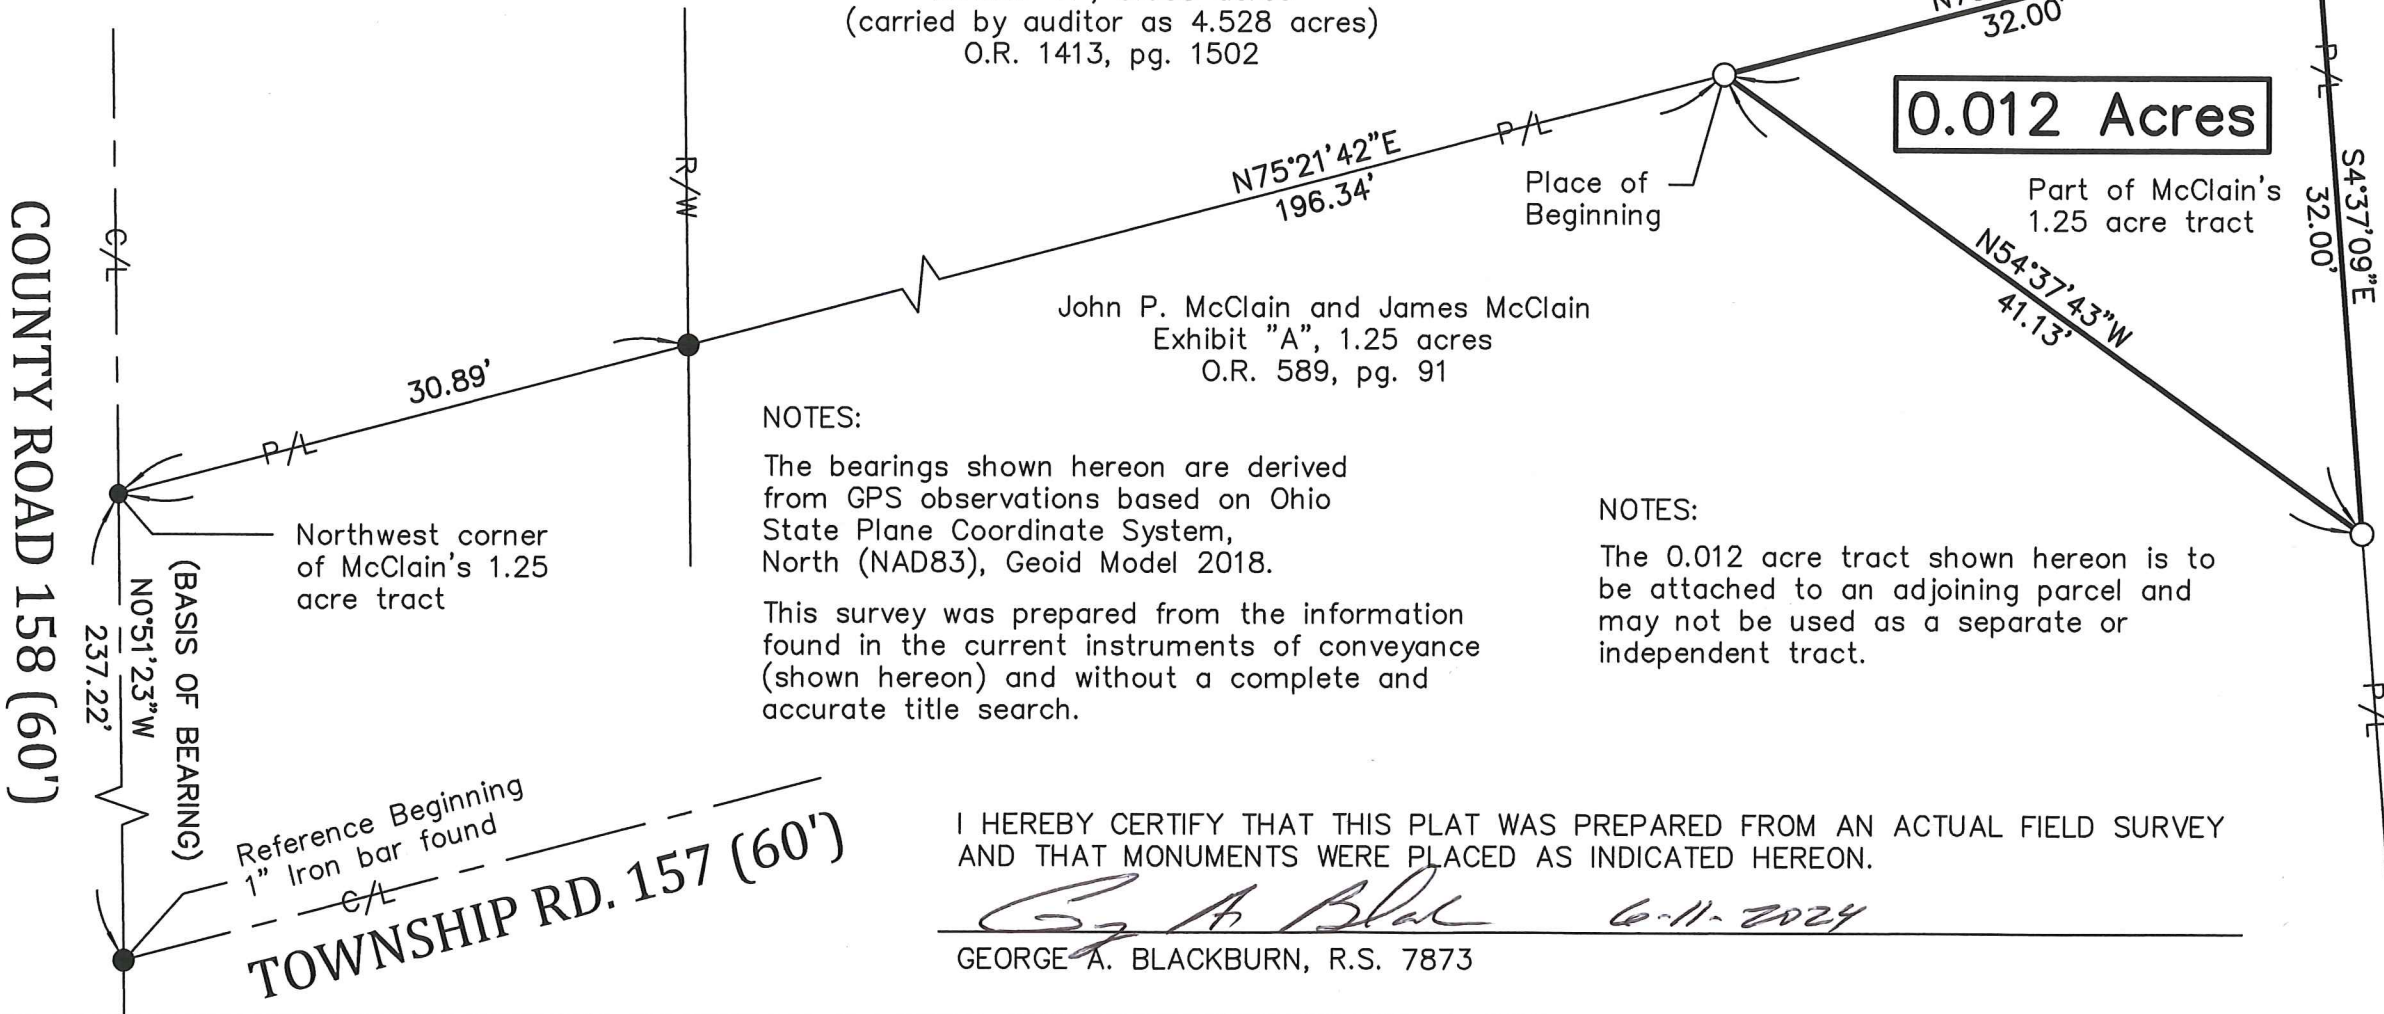 (carried by auditor as 4.528 acres)
O.R. 1413, pg. 1502
32.00'
P/L
0.012 Acres
Part of McClain's
1.25 acre tract
S4°37'09"E
32.00'
N54°37'43"W
41.13'
Place of
Beginning
P/L
N75°21'42"E
196.34'
R/W
C/L
COUNTY ROAD 158 (60')
John P. McClain and James McClain
Exhibit "A", 1.25 acres
O.R. 589, pg. 91
30.89'
P/L
Northwest corner
of McClain's 1.25
acre tract
(BASIS OF BEARING)
N0°51'23"W
237.22'
NOTES:
The bearings shown hereon are derived
from GPS observations based on Ohio
State Plane Coordinate System,
North (NAD83), Geoid Model 2018.
This survey was prepared from the information
found in the current instruments of conveyance
(shown hereon) and without a complete and
accurate title search.
NOTES:
The 0.012 acre tract shown hereon is to
be attached to an adjoining parcel and
may not be used as a separate or
independent tract.
P/L
Reference Beginning
1" Iron bar found
C/L
TOWNSHIP RD. 157 (60')
I HEREBY CERTIFY THAT THIS PLAT WAS PREPARED FROM AN ACTUAL FIELD SURVEY
AND THAT MONUMENTS WERE PLACED AS INDICATED HEREON.
6-11-2024
GEORGE A. BLACKBURN, R.S. 7873